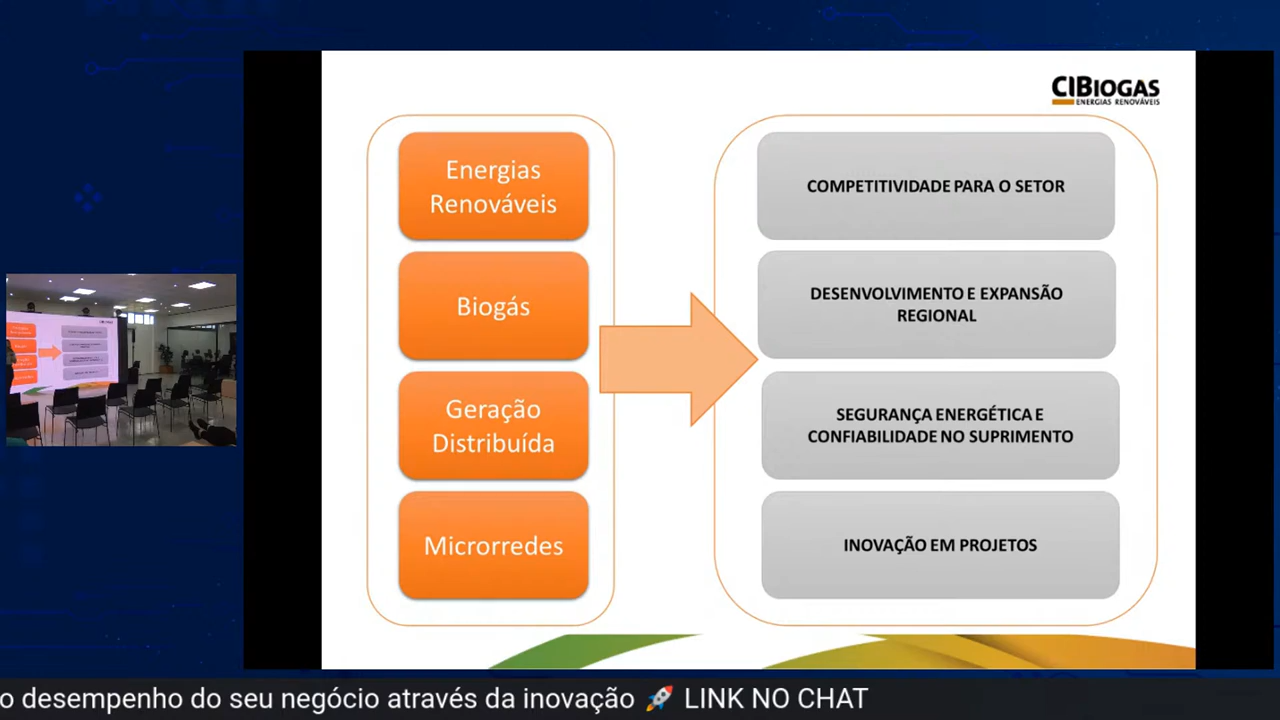 CIBIOGAS
ENERGIAS RENOVÁVEIS
Energias
Renováveis
Biogás
Geração
Distribuída
Microrredes
COMPETITIVIDADE PARA O SETOR
DESENVOLVIMENTO E EXPANSÃO
REGIONAL
SEGURANÇA ENERGÉTICA E
CONFIABILIDADE NO SUPRIMENTO
INOVAÇÃO EM PROJETOS
o desempenho do seu negócio através da inovação 🚀 LINK NO CHAT